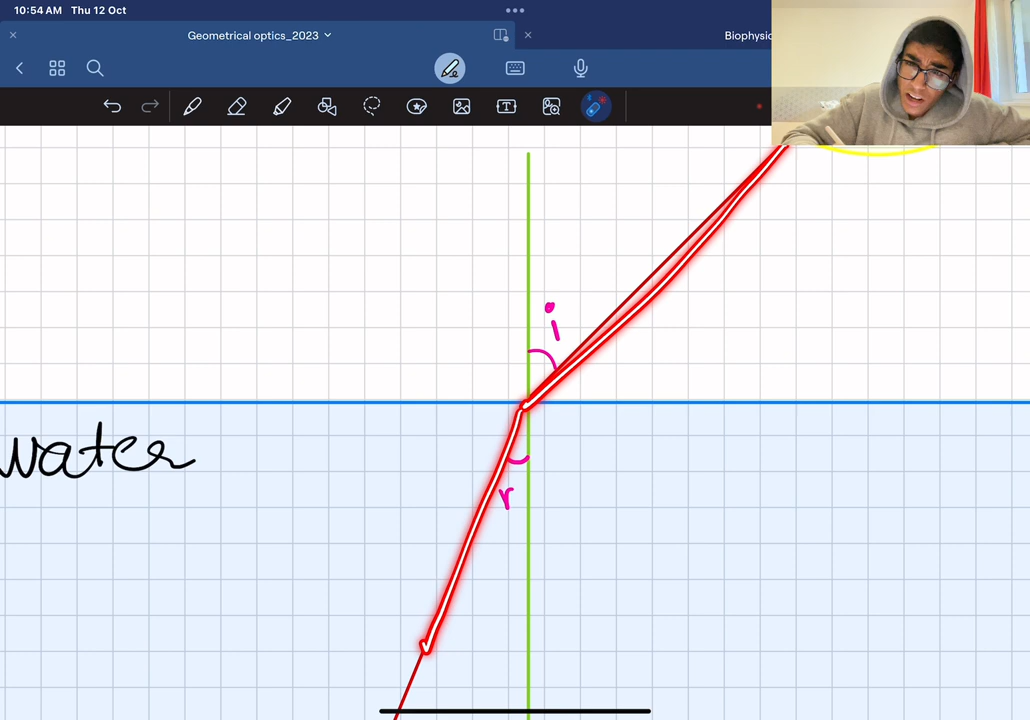 10:54 AM Thu 12 Oct
Geometrical optics_2023
Biophysic
i
water
r